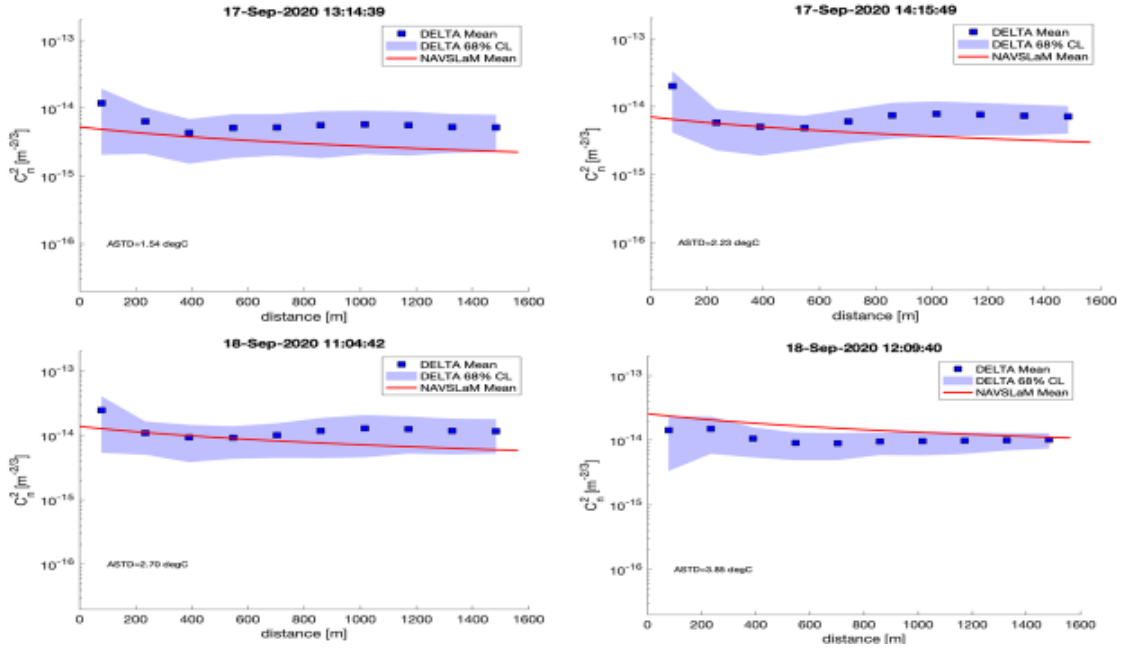 17-Sep-2020 13:14:39
DELTA Mean
DELTA 68% CL
NAVSLaM Mean
10^-13
10^-14
10^-15
10^-16
C_n^2 [m^-2/3]
ASTD=1.54 degC
0 200 400 600 800 1000 1200 1400 1600
distance [m]
17-Sep-2020 14:15:49
DELTA Mean
DELTA 68% CL
NAVSLaM Mean
10^-13
10^-14
10^-15
10^-16
C_n^2 [m^-2/3]
ASTD=2.23 degC
0 200 400 600 800 1000 1200 1400 1600
distance [m]
18-Sep-2020 11:04:42
DELTA Mean
DELTA 68% CL
NAVSLaM Mean
10^-13
10^-14
10^-15
10^-16
C_n^2 [m^-2/3]
ASTD=2.70 degC
0 200 400 600 800 1000 1200 1400 1600
distance [m]
18-Sep-2020 12:09:40
DELTA Mean
DELTA 68% CL
NAVSLaM Mean
10^-13
10^-14
10^-15
10^-16
C_n^2 [m^-2/3]
degC
0 200 400 600 800 1000 1200 1400 1600
distance [m]